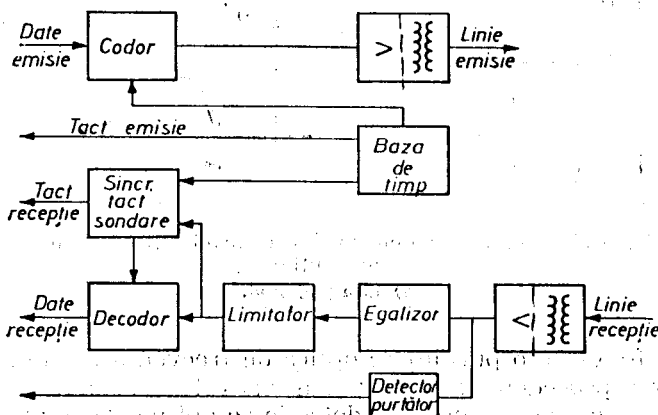 Date
emisie
Codor
>
Linie
emisie
Tact emisie
Baza
de
timp
Tact
recepție
Sincr.
tact
sondare
Date
recepție
Decodor
Limitator
Egalizor
<
Linie
recepție
Detector
purtător